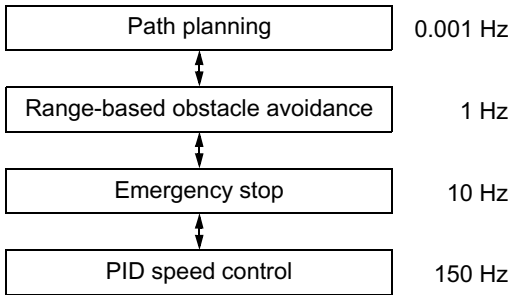 Path planning 0.001 Hz
Range-based obstacle avoidance 1 Hz
Emergency stop 10 Hz
PID speed control 150 Hz